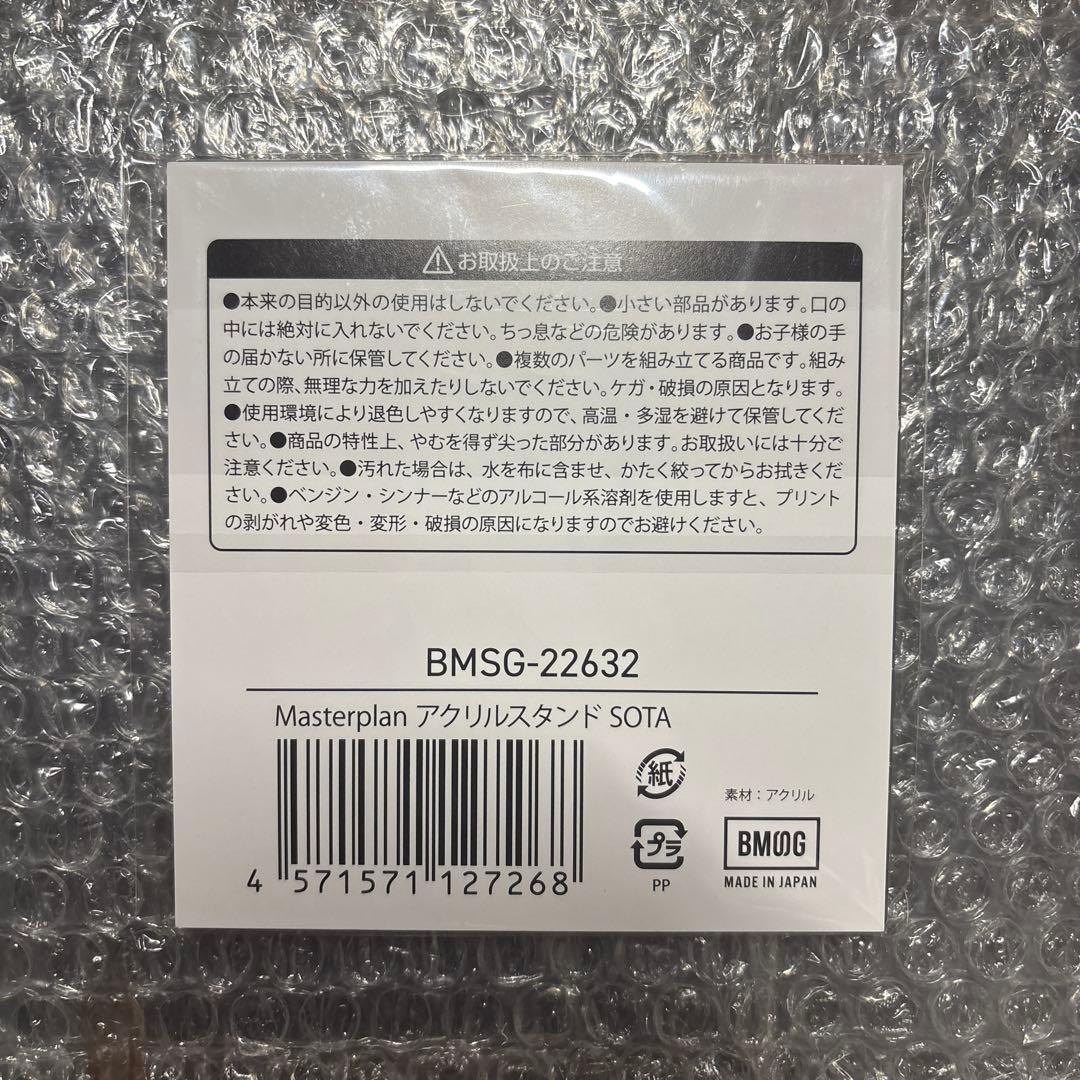 ⚠お取扱上のご注意
●本来の目的以外の使用はしないでください。●小さい部品があります。口の
中には絶対に入れないでください。ちっ息などの危険があります。●お子様の手
の届かない所に保管してください。●複数のパーツを組み立てる商品です。組み
立ての際、無理な力を加えたりしないでください。ケガ・破損の原因となります。
●使用環境により退色しやすくなりますので、高温・多湿を避けて保管してくだ
さい。●商品の特性上、やむを得ず尖った部分があります。お取扱いには十分ご
注意ください。●汚れた場合は、水を布に含ませ、かたく絞ってからお拭きくだ
さい。●ベンジン・シンナーなどのアルコール系溶剤を使用しますと、プリント
の剥がれや変色・変形・破損の原因になりますのでお避けください。
BMSG-22632
Masterplan アクリルスタンド SOTA
4 571571 127268
紙
プラ
PP
素材：アクリル
BMSG
MADE IN JAPAN